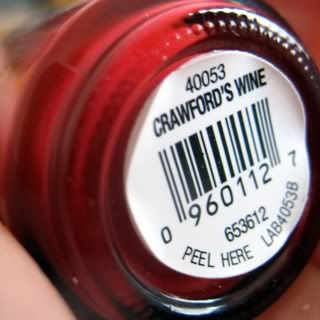 40053
CRAWFORD'S WINE
0 960112 7
653612
PEEL HERE LAB4053B